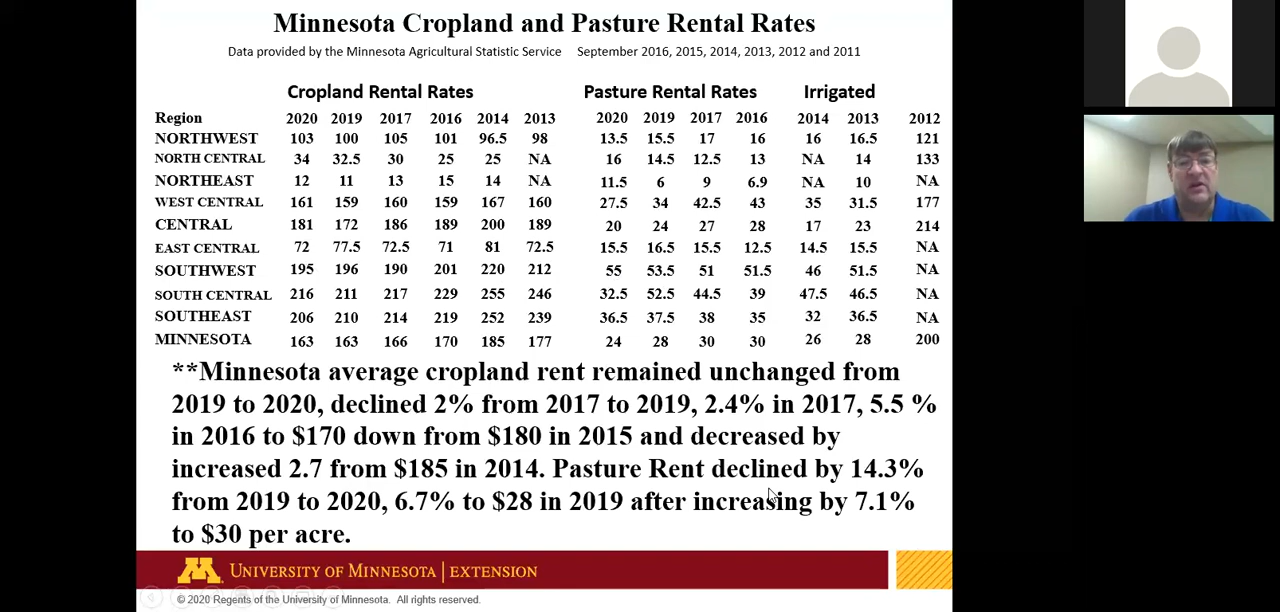 Minnesota Cropland and Pasture Rental Rates
Data provided by the Minnesota Agricultural Statistic Service September 2016, 2015, 2014, 2013, 2012 and 2011
Cropland Rental Rates Pasture Rental Rates Irrigated
Region 2020 2019 2017 2016 2014 2013 2020 2019 2017 2016 2014 2013 2012
NORTHWEST 103 100 105 101 96.5 98 13.5 15.5 17 16 16 16.5 121
NORTH CENTRAL 34 32.5 30 25 25 NA 16 14.5 12.5 13 NA 14 133
NORTHEAST 12 11 13 15 14 NA 11.5 6 9 6.9 NA 10 NA
WEST CENTRAL 161 159 160 159 167 160 27.5 34 42.5 43 35 31.5 177
CENTRAL 181 172 186 189 200 189 20 24 27 28 17 23 214
EAST CENTRAL 72 77.5 72.5 71 81 72.5 15.5 16.5 15.5 12.5 14.5 15.5 NA
SOUTHWEST 195 196 190 201 220 212 55 53.5 51 51.5 46 51.5 NA
SOUTH CENTRAL 216 211 217 229 255 246 32.5 52.5 44.5 39 47.5 46.5 NA
SOUTHEAST 206 210 214 219 252 239 36.5 37.5 38 35 32 36.5 NA
MINNESOTA 163 163 166 170 185 177 24 28 30 30 26 28 200
**Minnesota average cropland rent remained unchanged from
2019 to 2020, declined 2% from 2017 to 2019, 2.4% in 2017, 5.5 %
in 2016 to $170 down from $180 in 2015 and decreased by
increased 2.7 from $185 in 2014. Pasture Rent declined by 14.3%
from 2019 to 2020, 6.7% to $28 in 2019 after increasing by 7.1%
to $30 per acre.
M UNIVERSITY OF MINNESOTA | EXTENSION
© 2020 Regents of the University of Minnesota. All rights reserved.